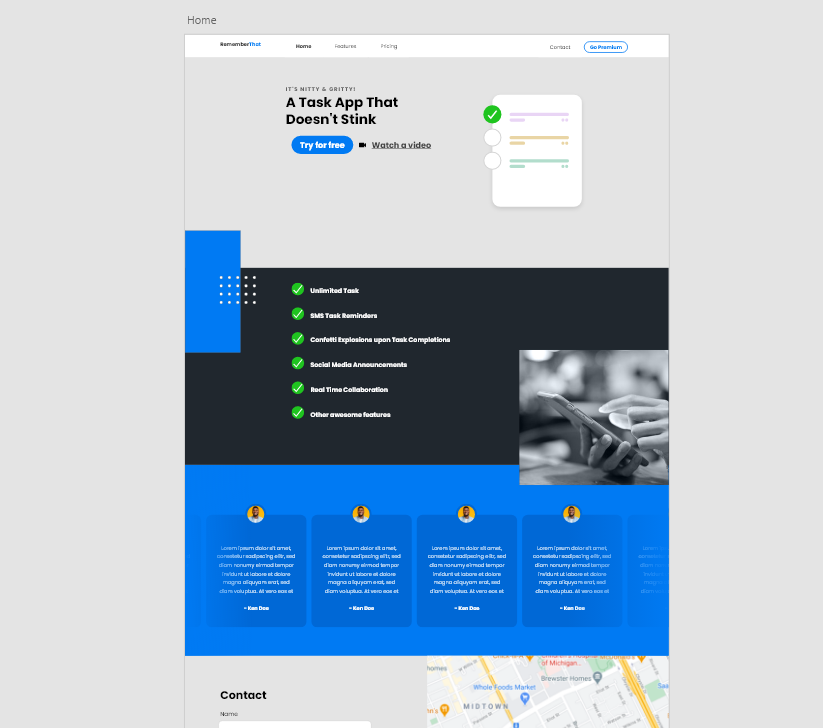 Home
RememberThat
Home Features Pricing Contact Go Premium
IT'S NITTY & GRITTY!
A Task App That
Doesn't Stink
Try for free Watch a video
Unlimited Task
SMS Task Reminders
Confetti Explosions upon Task Completions
Social Media Announcements
Real Time Collaboration
Other awesome features
Lorem ipsum dolor sit amet,
consetetur sadipscing elitr, sed
diam nonumy eirmod tempor
invidunt ut labore et dolore
magna aliquyam erat, sed
diam voluptua. At vero eos et
- Ken Doe
Lorem ipsum dolor sit amet,
consetetur sadipscing elitr, sed
diam nonumy eirmod tempor
invidunt ut labore et dolore
magna aliquyam erat, sed
diam voluptua. At vero eos et
- Ken Doe
Lorem ipsum dolor sit amet,
consetetur sadipscing elitr, sed
diam nonumy eirmod tempor
invidunt ut labore et dolore
magna aliquyam erat, sed
diam voluptua. At vero eos et
- Ken Doe
Lorem ipsum dolor sit amet,
consetetur sadipscing elitr, sed
diam nonumy eirmod tempor
invidunt ut labore et dolore
magna aliquyam erat, sed
diam voluptua. At vero eos et
- Ken Doe
Contact
Name
homes
of Michigan
Brewster Homes
Whole Foods Market
MIDTOWN